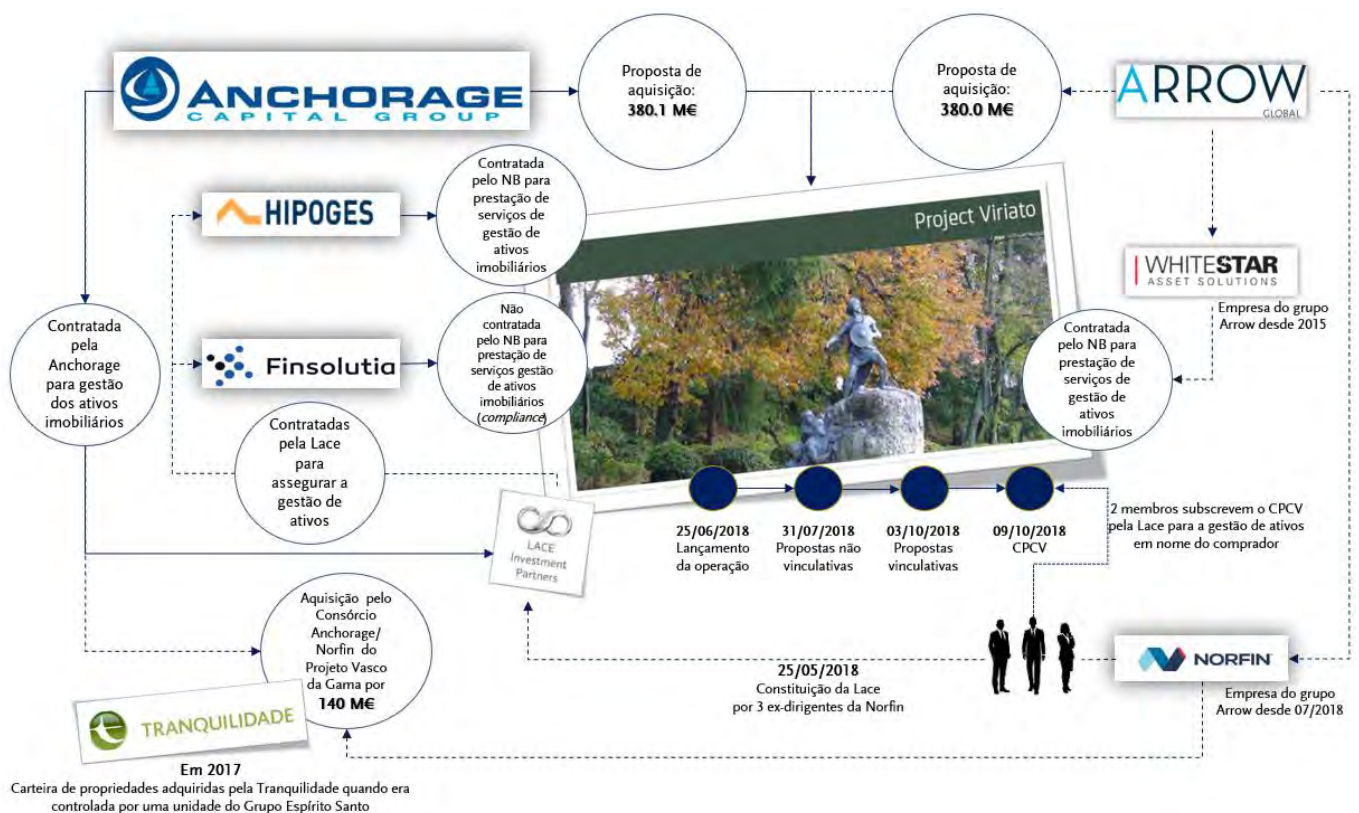 ANCHORAGE
CAPITAL GROUP
Proposta de
aquisição:
380.1 M€
Proposta de
aquisição:
380.0 M€
ARROW
GLOBAL
HIPOGES
Contratada
pelo NB para
prestação de
serviços de
gestão de
ativos
imobiliários
Project Viriato
WHITESTAR
ASSET SOLUTIONS
Empresa do grupo
Arrow desde 2015
Contratada
pela
Anchorage
para gestão
dos ativos
imobiliários
Finsolutia
Não
contratada
pelo NB para
prestação de
serviços gestão
de ativos
imobiliários
(compliance)
Contratada
pelo NB para
prestação de
serviços de
gestão de
ativos
imobiliários
Contratadas
pela Lace
para
assegurar a
gestão de
ativos
LACE
Investment
Partners
25/06/2018
Lançamento
da operação
31/07/2018
Propostas não
vinculativas
03/10/2018
Propostas
vinculativas
09/10/2018
CPCV
2 membros subscrevem o CPCV
pela Lace para a gestão de ativos
em nome do comprador
Aquisição pelo
Consórcio
Anchorage/
Norfin do
Projeto Vasco
da Gama por
140 M€
25/05/2018
Constituição da Lace
por 3 ex-dirigentes da Norfin
NORFIN
Empresa do grupo
Arrow desde 07/2018
TRANQUILIDADE
Em 2017
Carteira de propriedades adquiridas pela Tranquilidade quando era
controlada por uma unidade do Grupo Espírito Santo